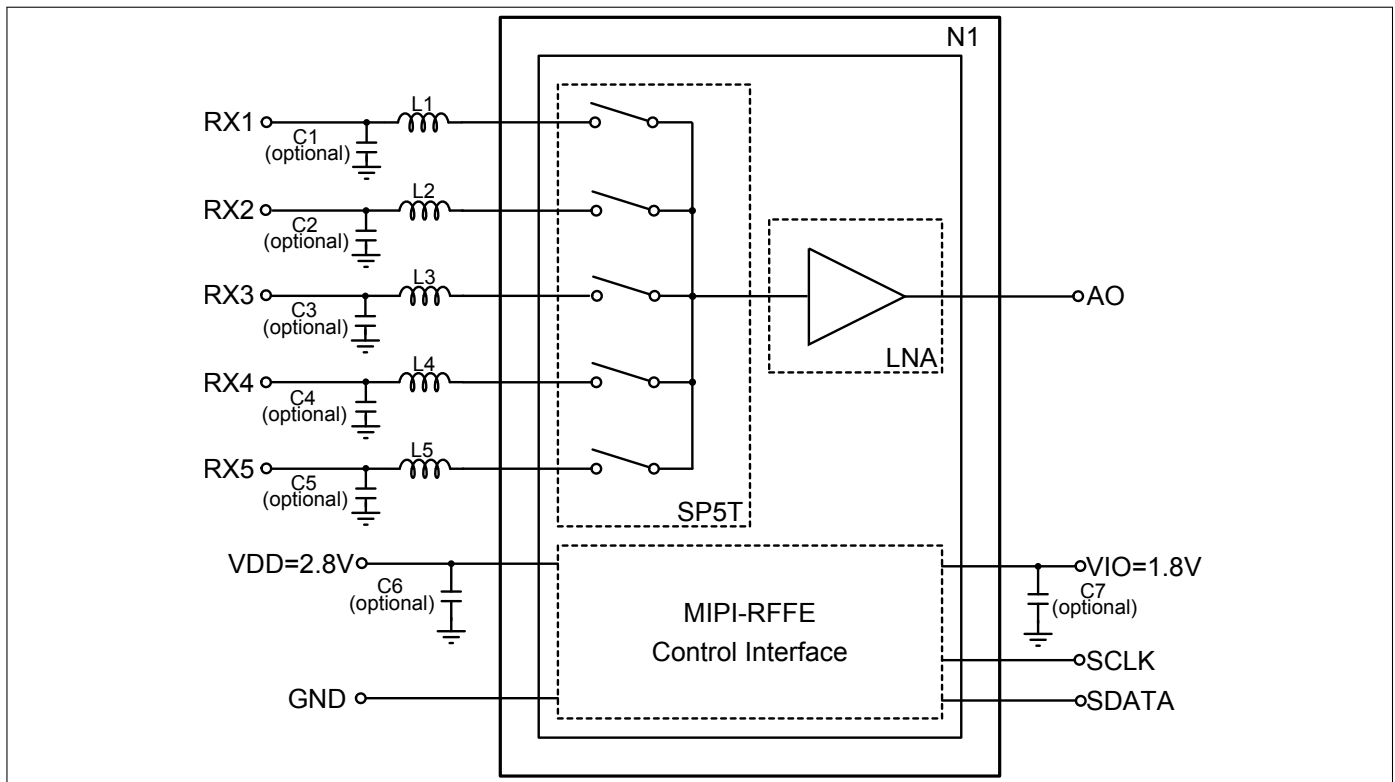 N1
RX1
C1
(optional)
L1
RX2
C2
(optional)
L2
RX3
C3
(optional)
L3
RX4
C4
(optional)
L4
RX5
C5
(optional)
L5
SP5T
LNA
AO
VDD=2.8V
C6
(optional)
MIPI-RFFE
Control Interface
VIO=1.8V
C7
(optional)
GND
SCLK
SDATA